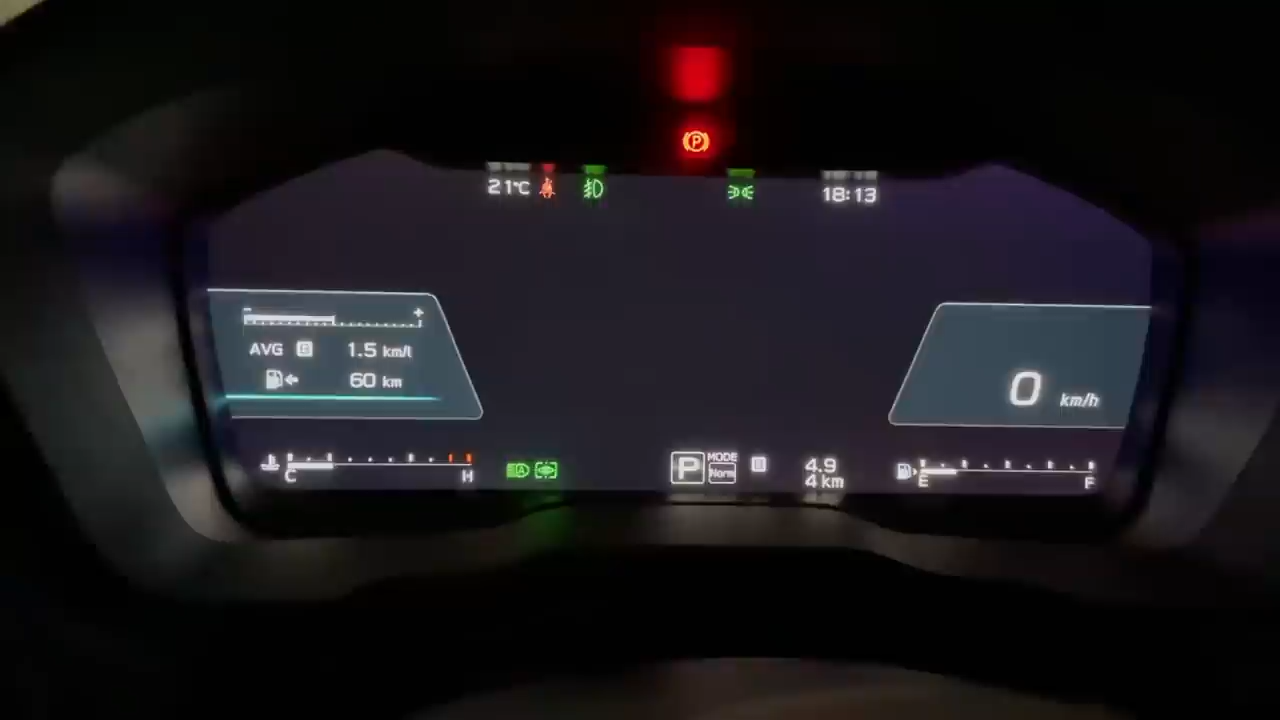 P
21°C
18:13
- +
AVG B 1.5 km/ℓ
60 km
0 km/h
C H
A
P
MODE
Norm
B
4.9
4 km
E F